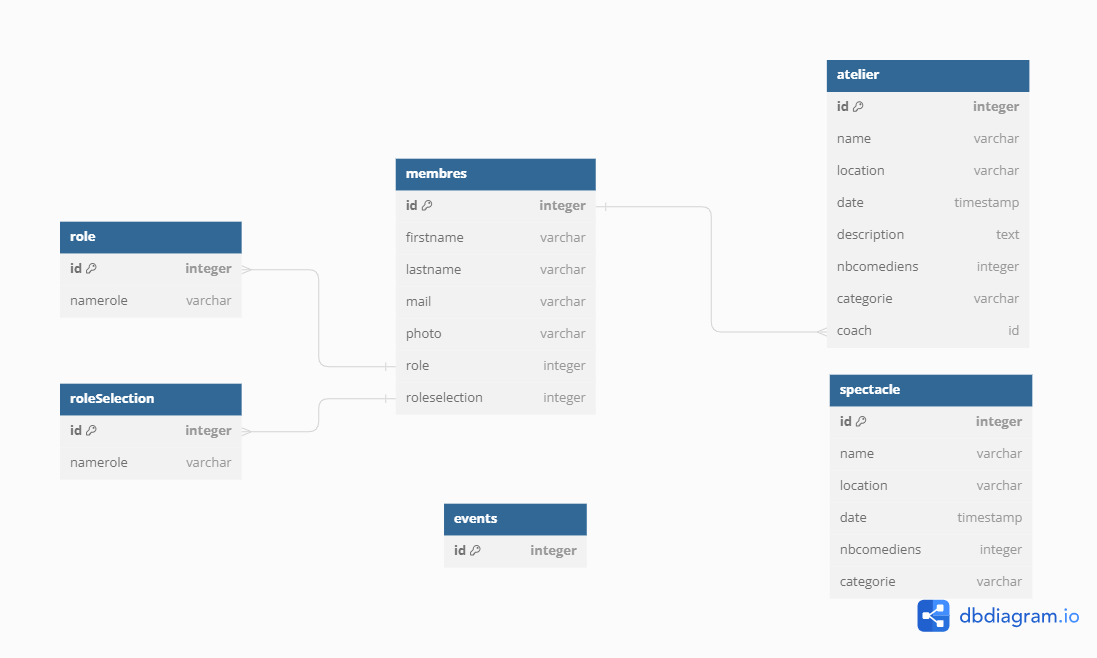 role
id integer
namerole varchar
roleSelection
id integer
namerole varchar
membres
id integer
firstname varchar
lastname varchar
mail varchar
photo varchar
role integer
roleselection integer
events
id integer
atelier
id integer
name varchar
location varchar
date timestamp
description text
nbcomediens integer
categorie varchar
coach id
spectacle
id integer
name varchar
location varchar
date timestamp
nbcomediens integer
categorie varchar
dbdiagram.io